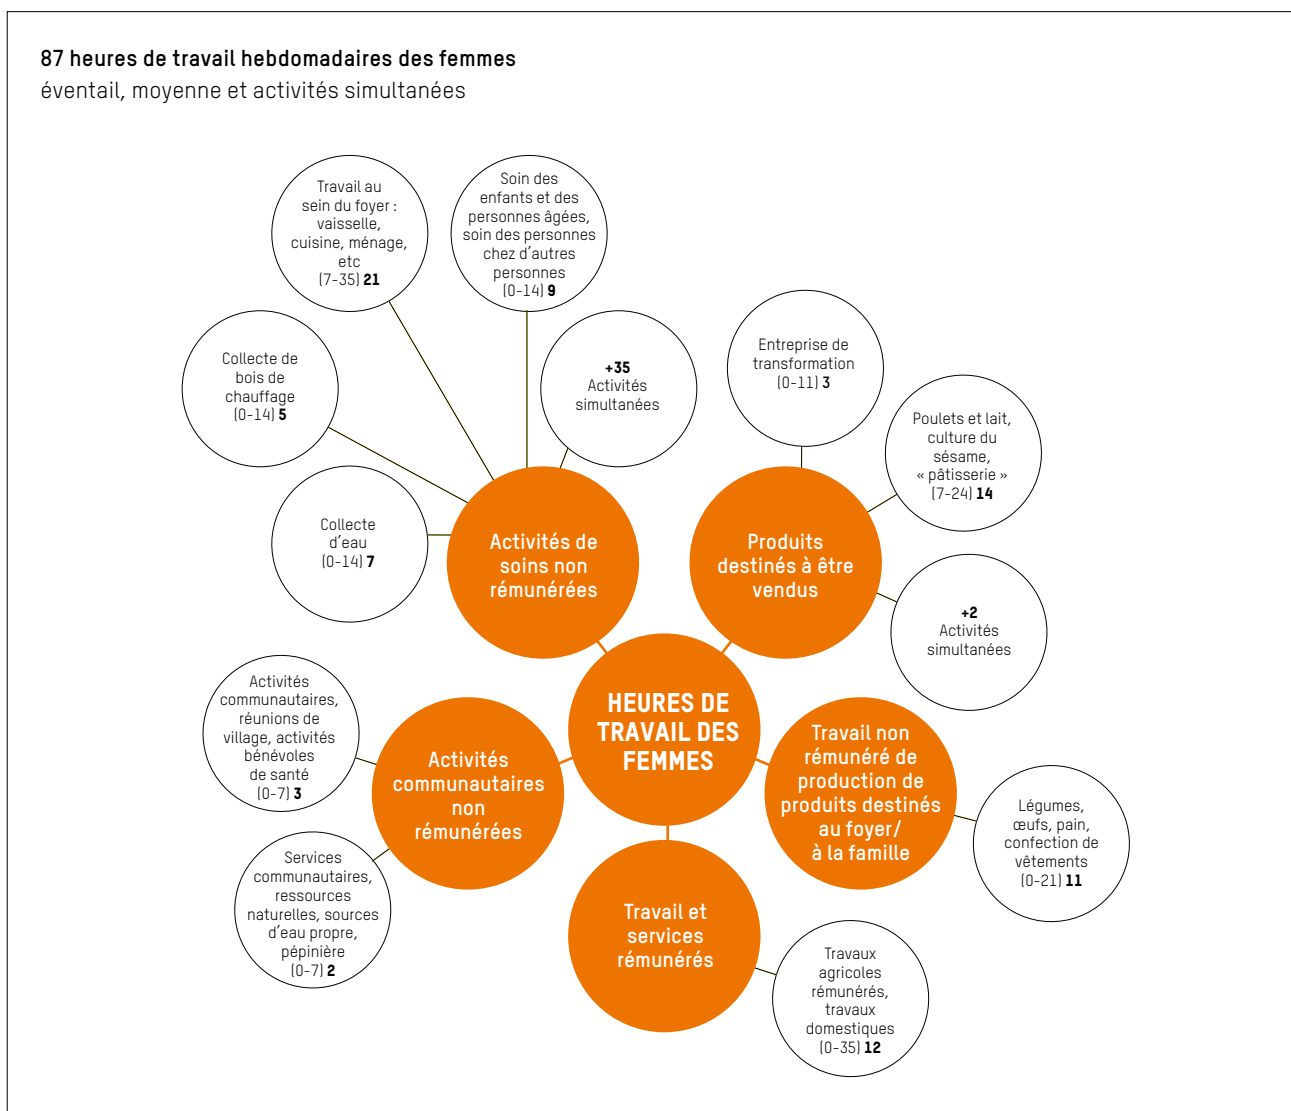 87 heures de travail hebdomadaires des femmes
éventail, moyenne et activités simultanées
Travail au
sein du foyer :
vaisselle,
cuisine, ménage,
etc
(7-35) 21
Soin des
enfants et des
personnes âgées,
soin des personnes
chez d'autres
personnes
(0-14) 9
Collecte de
bois de
chauffage
(0-14) 5
+35
Activités
simultanées
Collecte
d'eau
(0-14) 7
Activités de
soins non
rémunérées
Entreprise de
transformation
(0-11) 3
Poulets et lait,
culture du
sésame,
« pâtisserie »
(7-24) 14
Produits
destinés à être
vendus
+2
Activités
simultanées
HEURES DE
TRAVAIL DES
FEMMES
Activités
communautaires,
réunions de
village, activités
bénévoles
de santé
(0-7) 3
Activités
communautaires
non
rémunérées
Services
communautaires,
ressources
naturelles, sources
d'eau propre,
pépinière
(0-7) 2
Travail non
rémunéré de
production de
produits destinés
au foyer/
à la famille
Légumes,
œufs, pain,
confection de
vêtements
(0-21) 11
Travail et
services
rémunérés
Travaux
agricoles
rémunérés,
travaux
domestiques
(0-35) 12